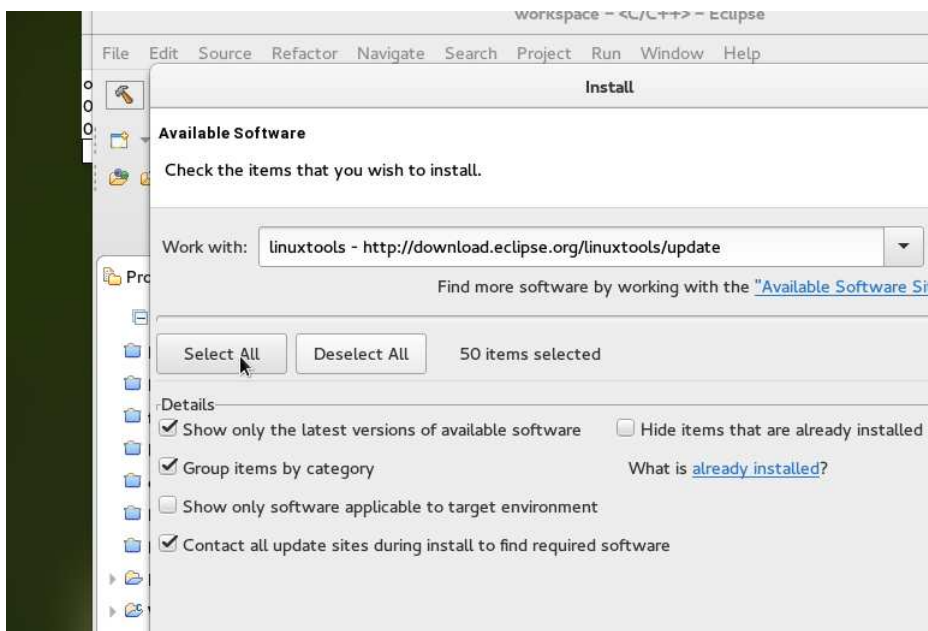 workspace - <C/C++> - Eclipse
File Edit Source Refactor Navigate Search Project Run Window Help
Install
Available Software
Check the items that you wish to install.
Work with: linuxtools - http://download.eclipse.org/linuxtools/update
Find more software by working with the "Available Software Si
Pro
Select All Deselect All 50 items selected
Details
Show only the latest versions of available software Hide items that are already installed
Group items by category What is already installed?
Show only software applicable to target environment
Contact all update sites during install to find required software